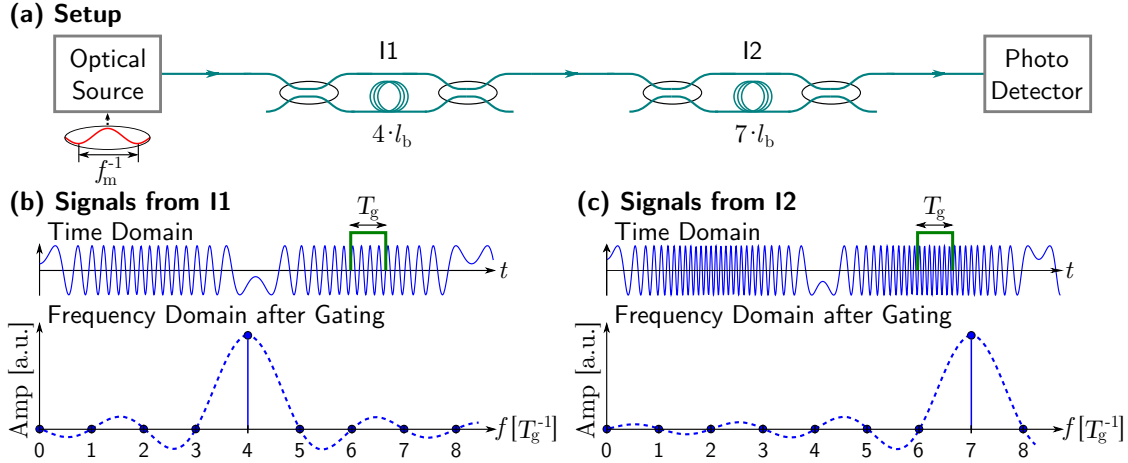 (a) Setup
Optical
Source
I1
I2
Photo
Detector
4·l_b
7·l_b
f_m^-1
(b) Signals from I1
T_g
Time Domain
t
Frequency Domain after Gating
Amp [a.u.]
f[T_g^-1]
0 1 2 3 4 5 6 7 8
(c) Signals from I2
T_g
Time Domain
t
Frequency Domain after Gating
Amp [a.u.]
f[T_g^-1]
0 1 2 3 4 5 6 7 8